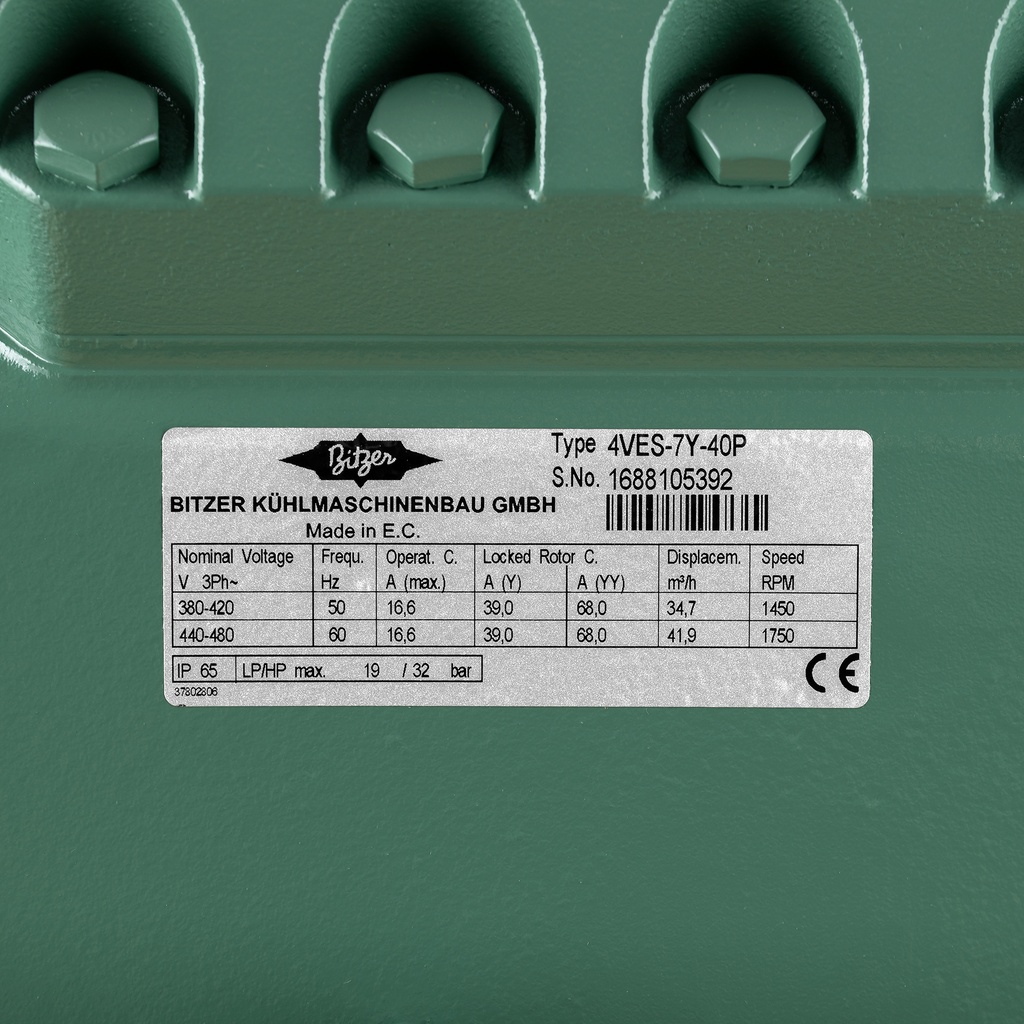 Bitzer
BITZER KÜHLMASCHINENBAU GMBH
Made in E.C.
Type 4VES-7Y-40P
S.No. 1688105392
Nominal Voltage Frequ. Operat. C. Locked Rotor C. Displacem. Speed
V 3Ph~ Hz A (max.) A (Y) A (YY) m³/h RPM
380-420 50 16,6 39,0 68,0 34,7 1450
440-480 60 16,6 39,0 68,0 41,9 1750
IP 65 LP/HP max. 19 / 32 bar
37802806
CE